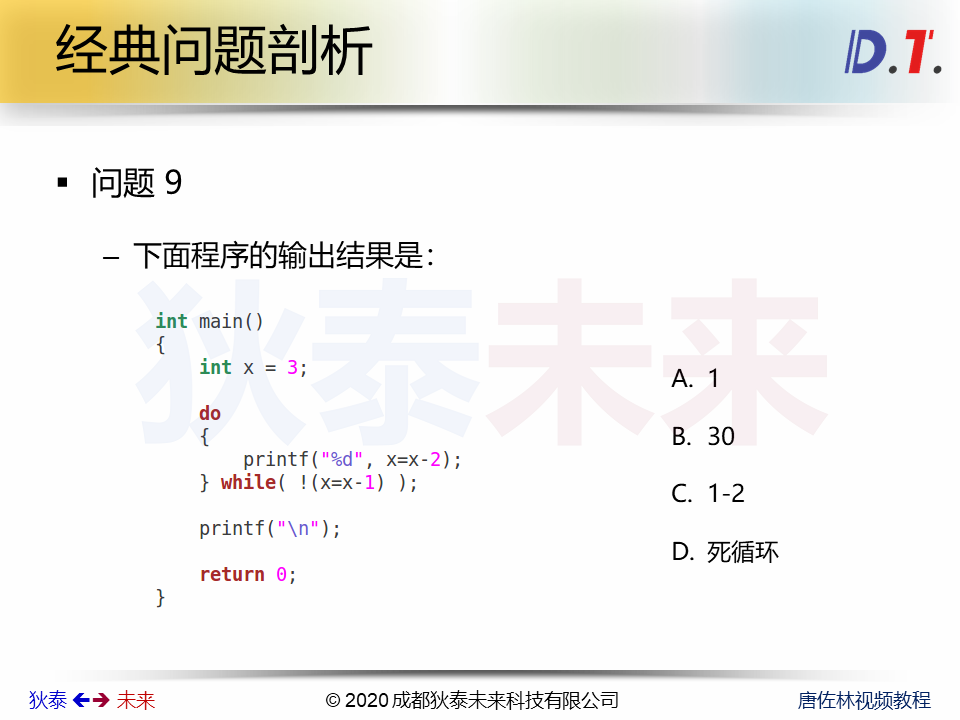 经典问题剖析
D.T.
▪ 问题 9
– 下面程序的输出结果是：
狄泰未来
int main()
{
    int x = 3;
    do
    {
        printf("%d", x=x-2);
    } while( !(x=x-1) );
    printf("\n");
    return 0;
}
A. 1
B. 30
C. 1-2
D. 死循环
狄泰 ←→ 未来
© 2020 成都狄泰未来科技有限公司
唐佐林视频教程